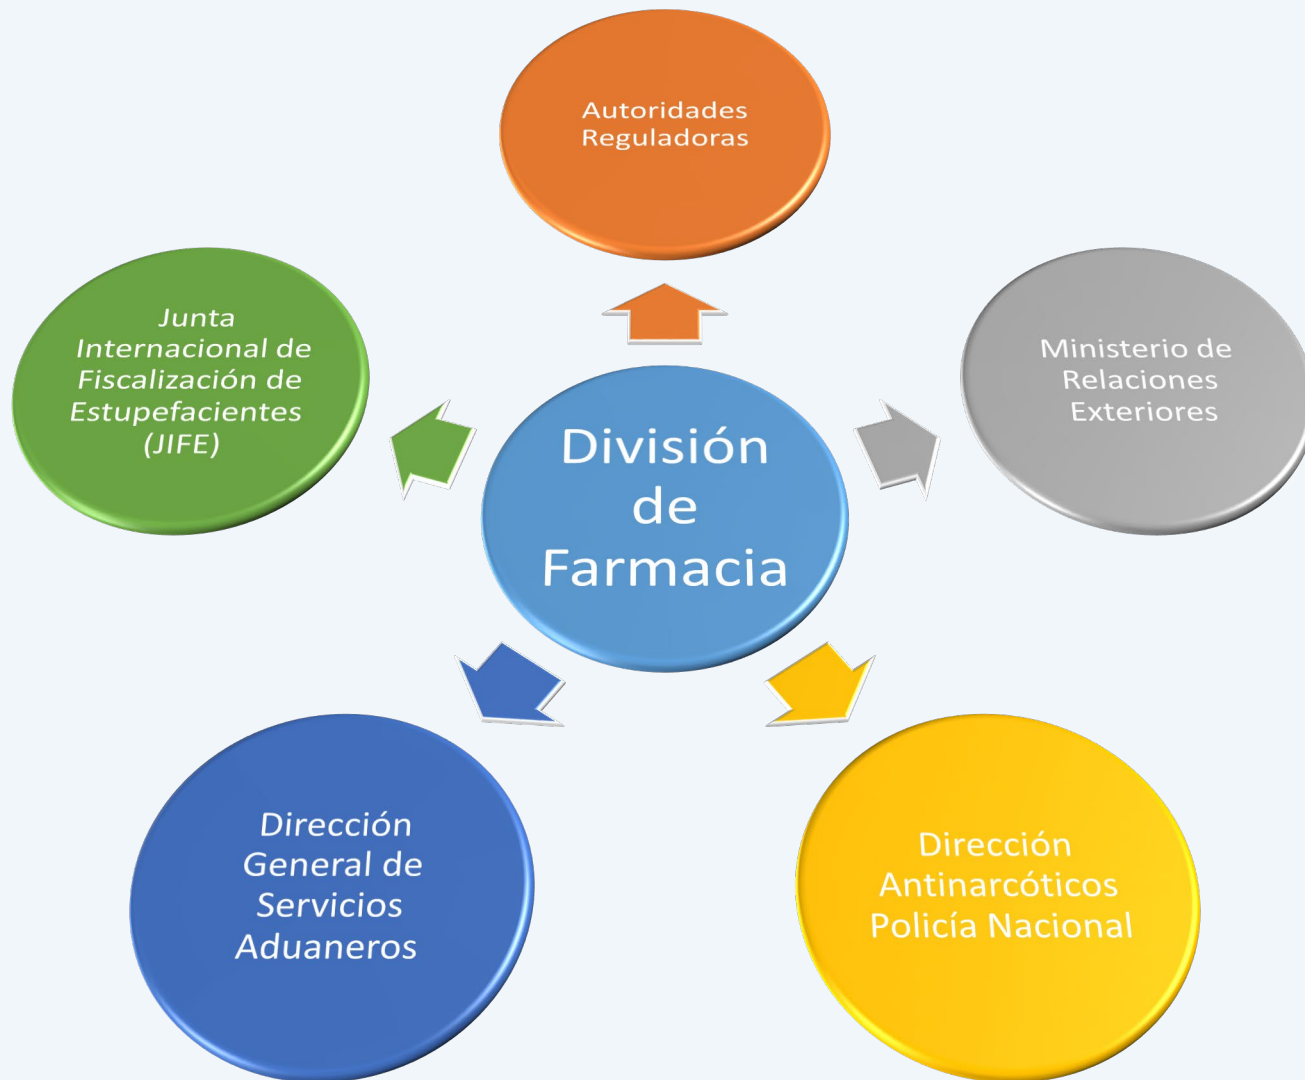 Autoridades
Reguladoras
Junta
Internacional de
Fiscalización de
Estupefacientes
(JIFE)
Ministerio de
Relaciones
Exteriores
División
de
Farmacia
Dirección
General de
Servicios
Aduaneros
Dirección
Antinarcóticos
Policía Nacional